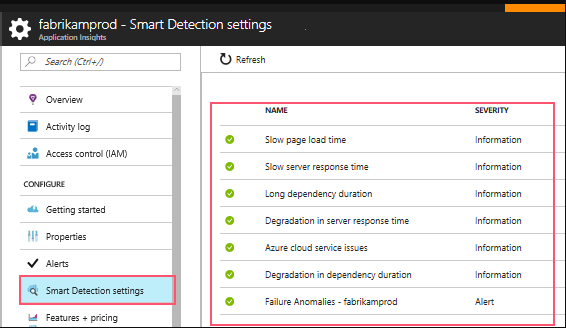 fabrikamprod - Smart Detection settings
Application Insights
Search (Ctrl+/)
Refresh
Overview
Activity log
Access control (IAM)
CONFIGURE
Getting started
Properties
Alerts
Smart Detection settings
Features + pricing
NAME SEVERITY
Slow page load time Information
Slow server response time Information
Long dependency duration Information
Degradation in server response time Information
Azure cloud service issues Information
Degradation in dependency duration Information
Failure Anomalies - fabrikamprod Alert